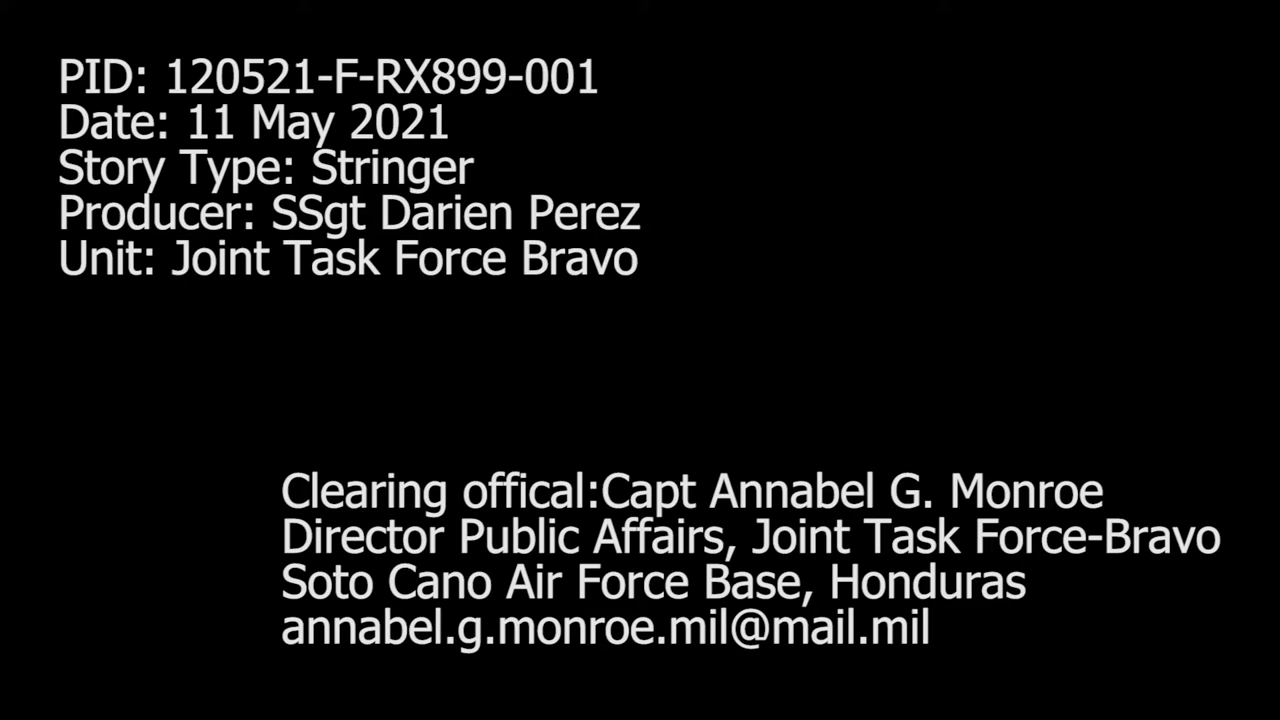 PID: 120521-F-RX899-001
Date: 11 May 2021
Story Type: Stringer
Producer: SSgt Darien Perez
Unit: Joint Task Force Bravo
Clearing offical:Capt Annabel G. Monroe
Director Public Affairs, Joint Task Force-Bravo
Soto Cano Air Force Base, Honduras
annabel.g.monroe.mil@mail.mil